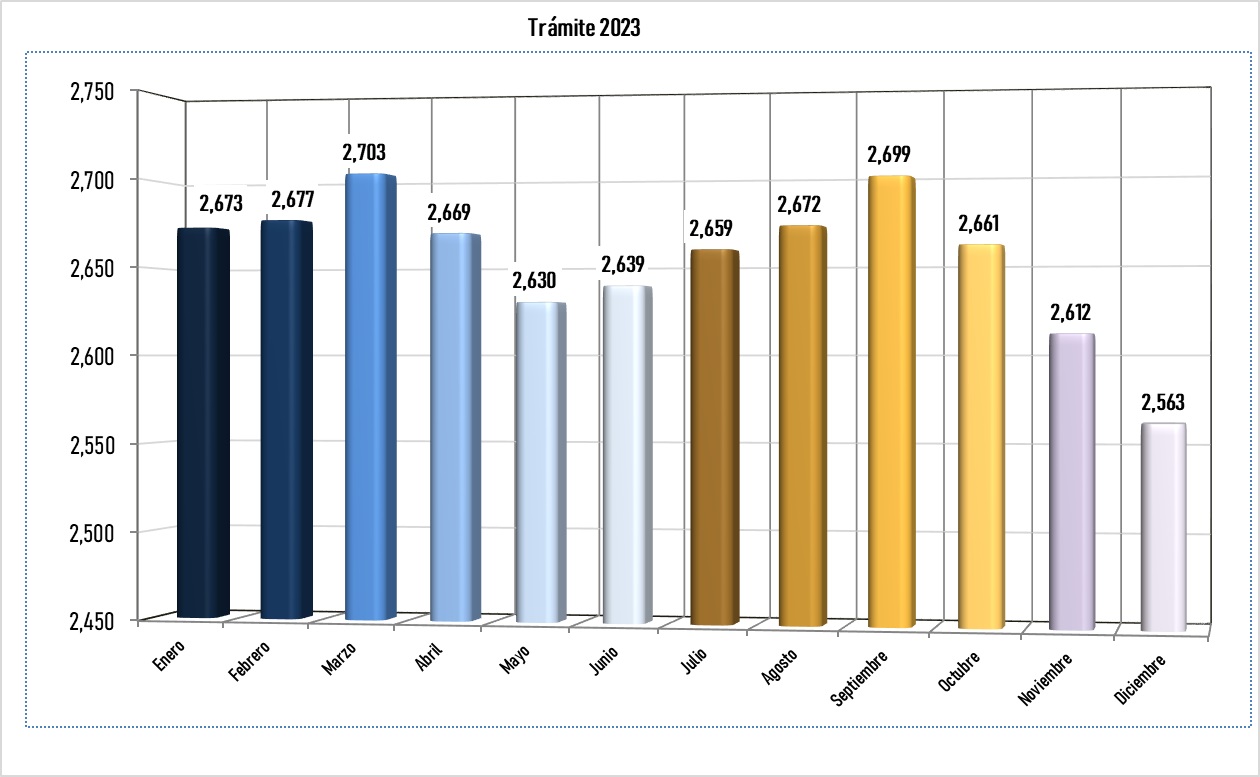 Trámite 2023
2,750
2,700
2,650
2,600
2,550
2,500
2,450
2,673
2,677
2,703
2,669
2,630
2,639
2,659
2,672
2,699
2,661
2,612
2,563
Enero
Febrero
Marzo
Abril
Mayo
Junio
Julio
Agosto
Septiembre
Octubre
Noviembre
Diciembre